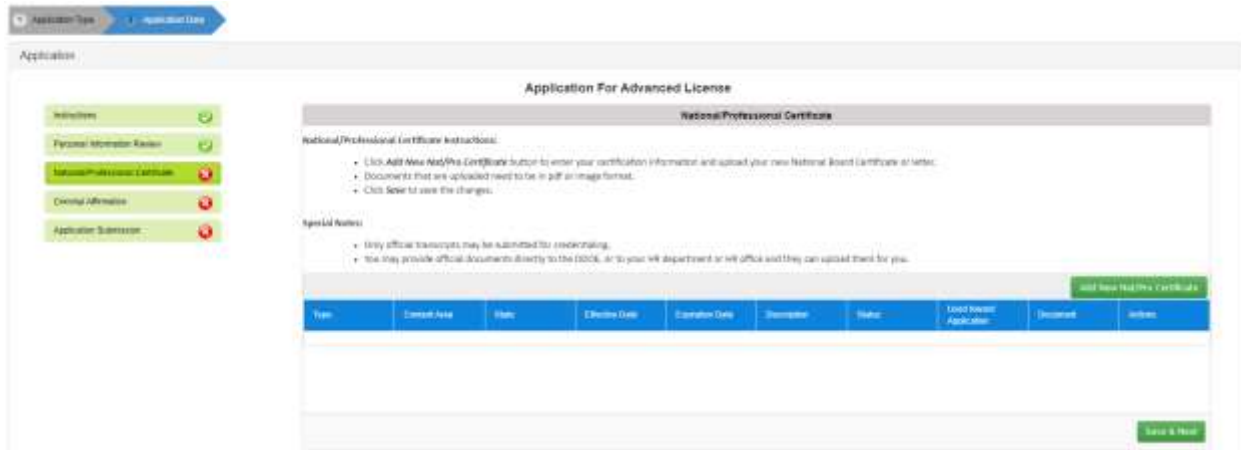 Application Type
Application Data
Application
Application For Advanced License
Instructions
Personal Information Review
National/Professional Certificate
Criminal Affirmation
Application Submission
National/Professional Certificate
National/Professional Certificate Instructions:
• Click Add New Nat/Pro Certificate button to enter your certification information and upload your new National Board Certificate or letter.
• Documents that are uploaded need to be in pdf or image format.
• Click Save to save the changes.
Special Notes:
• Only official transcripts may be submitted for credentialing.
• You may provide official documents directly to the DDOE, or to your HR department or HR office and they can upload them for you.
Add New Nat/Pro Certificate
Type
Content Area
State
Effective Date
Expiration Date
Description
Status
Used Toward
Application
Document
Actions
Save & Next